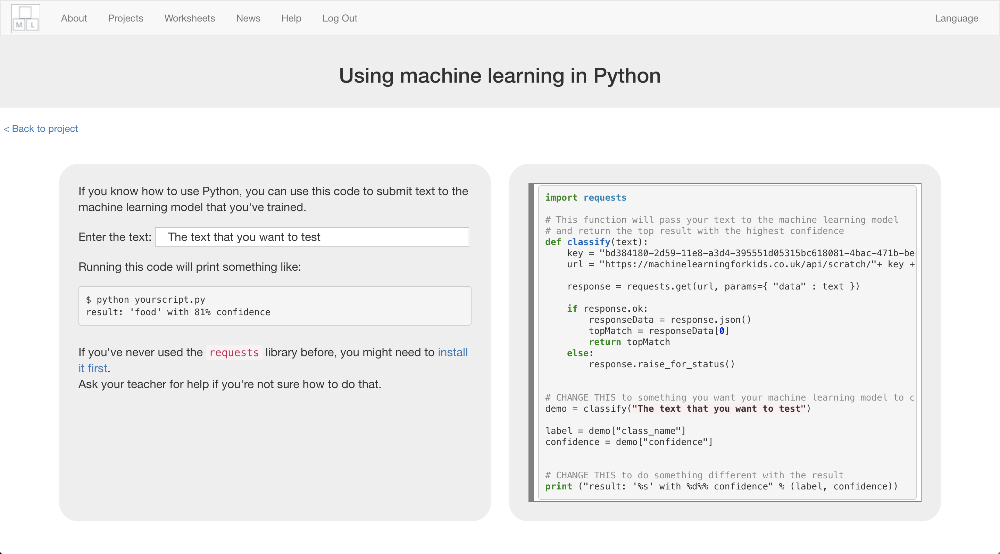 M L
About Projects Worksheets News Help Log Out Language
Using machine learning in Python
< Back to project
If you know how to use Python, you can use this code to submit text to the
machine learning model that you've trained.
Enter the text: The text that you want to test
Running this code will print something like:
$ python yourscript.py
result: 'food' with 81% confidence
If you've never used the requests library before, you might need to install
it first.
Ask your teacher for help if you're not sure how to do that.
import requests
# This function will pass your text to the machine learning model
# and return the top result with the highest confidence
def classify(text):
    key = "bd384180-2d59-11e8-a3d4-395551d05315bc618081-4bac-471b-be
    url = "https://machinelearningforkids.co.uk/api/scratch/"+ key +
    response = requests.get(url, params={ "data" : text })
    if response.ok:
        responseData = response.json()
        topMatch = responseData[0]
        return topMatch
    else:
        response.raise_for_status()
# CHANGE THIS to something you want your machine learning model to c
demo = classify("The text that you want to test")
label = demo["class_name"]
confidence = demo["confidence"]
# CHANGE THIS to do something different with the result
print ("result: '%s' with %d%% confidence" % (label, confidence))